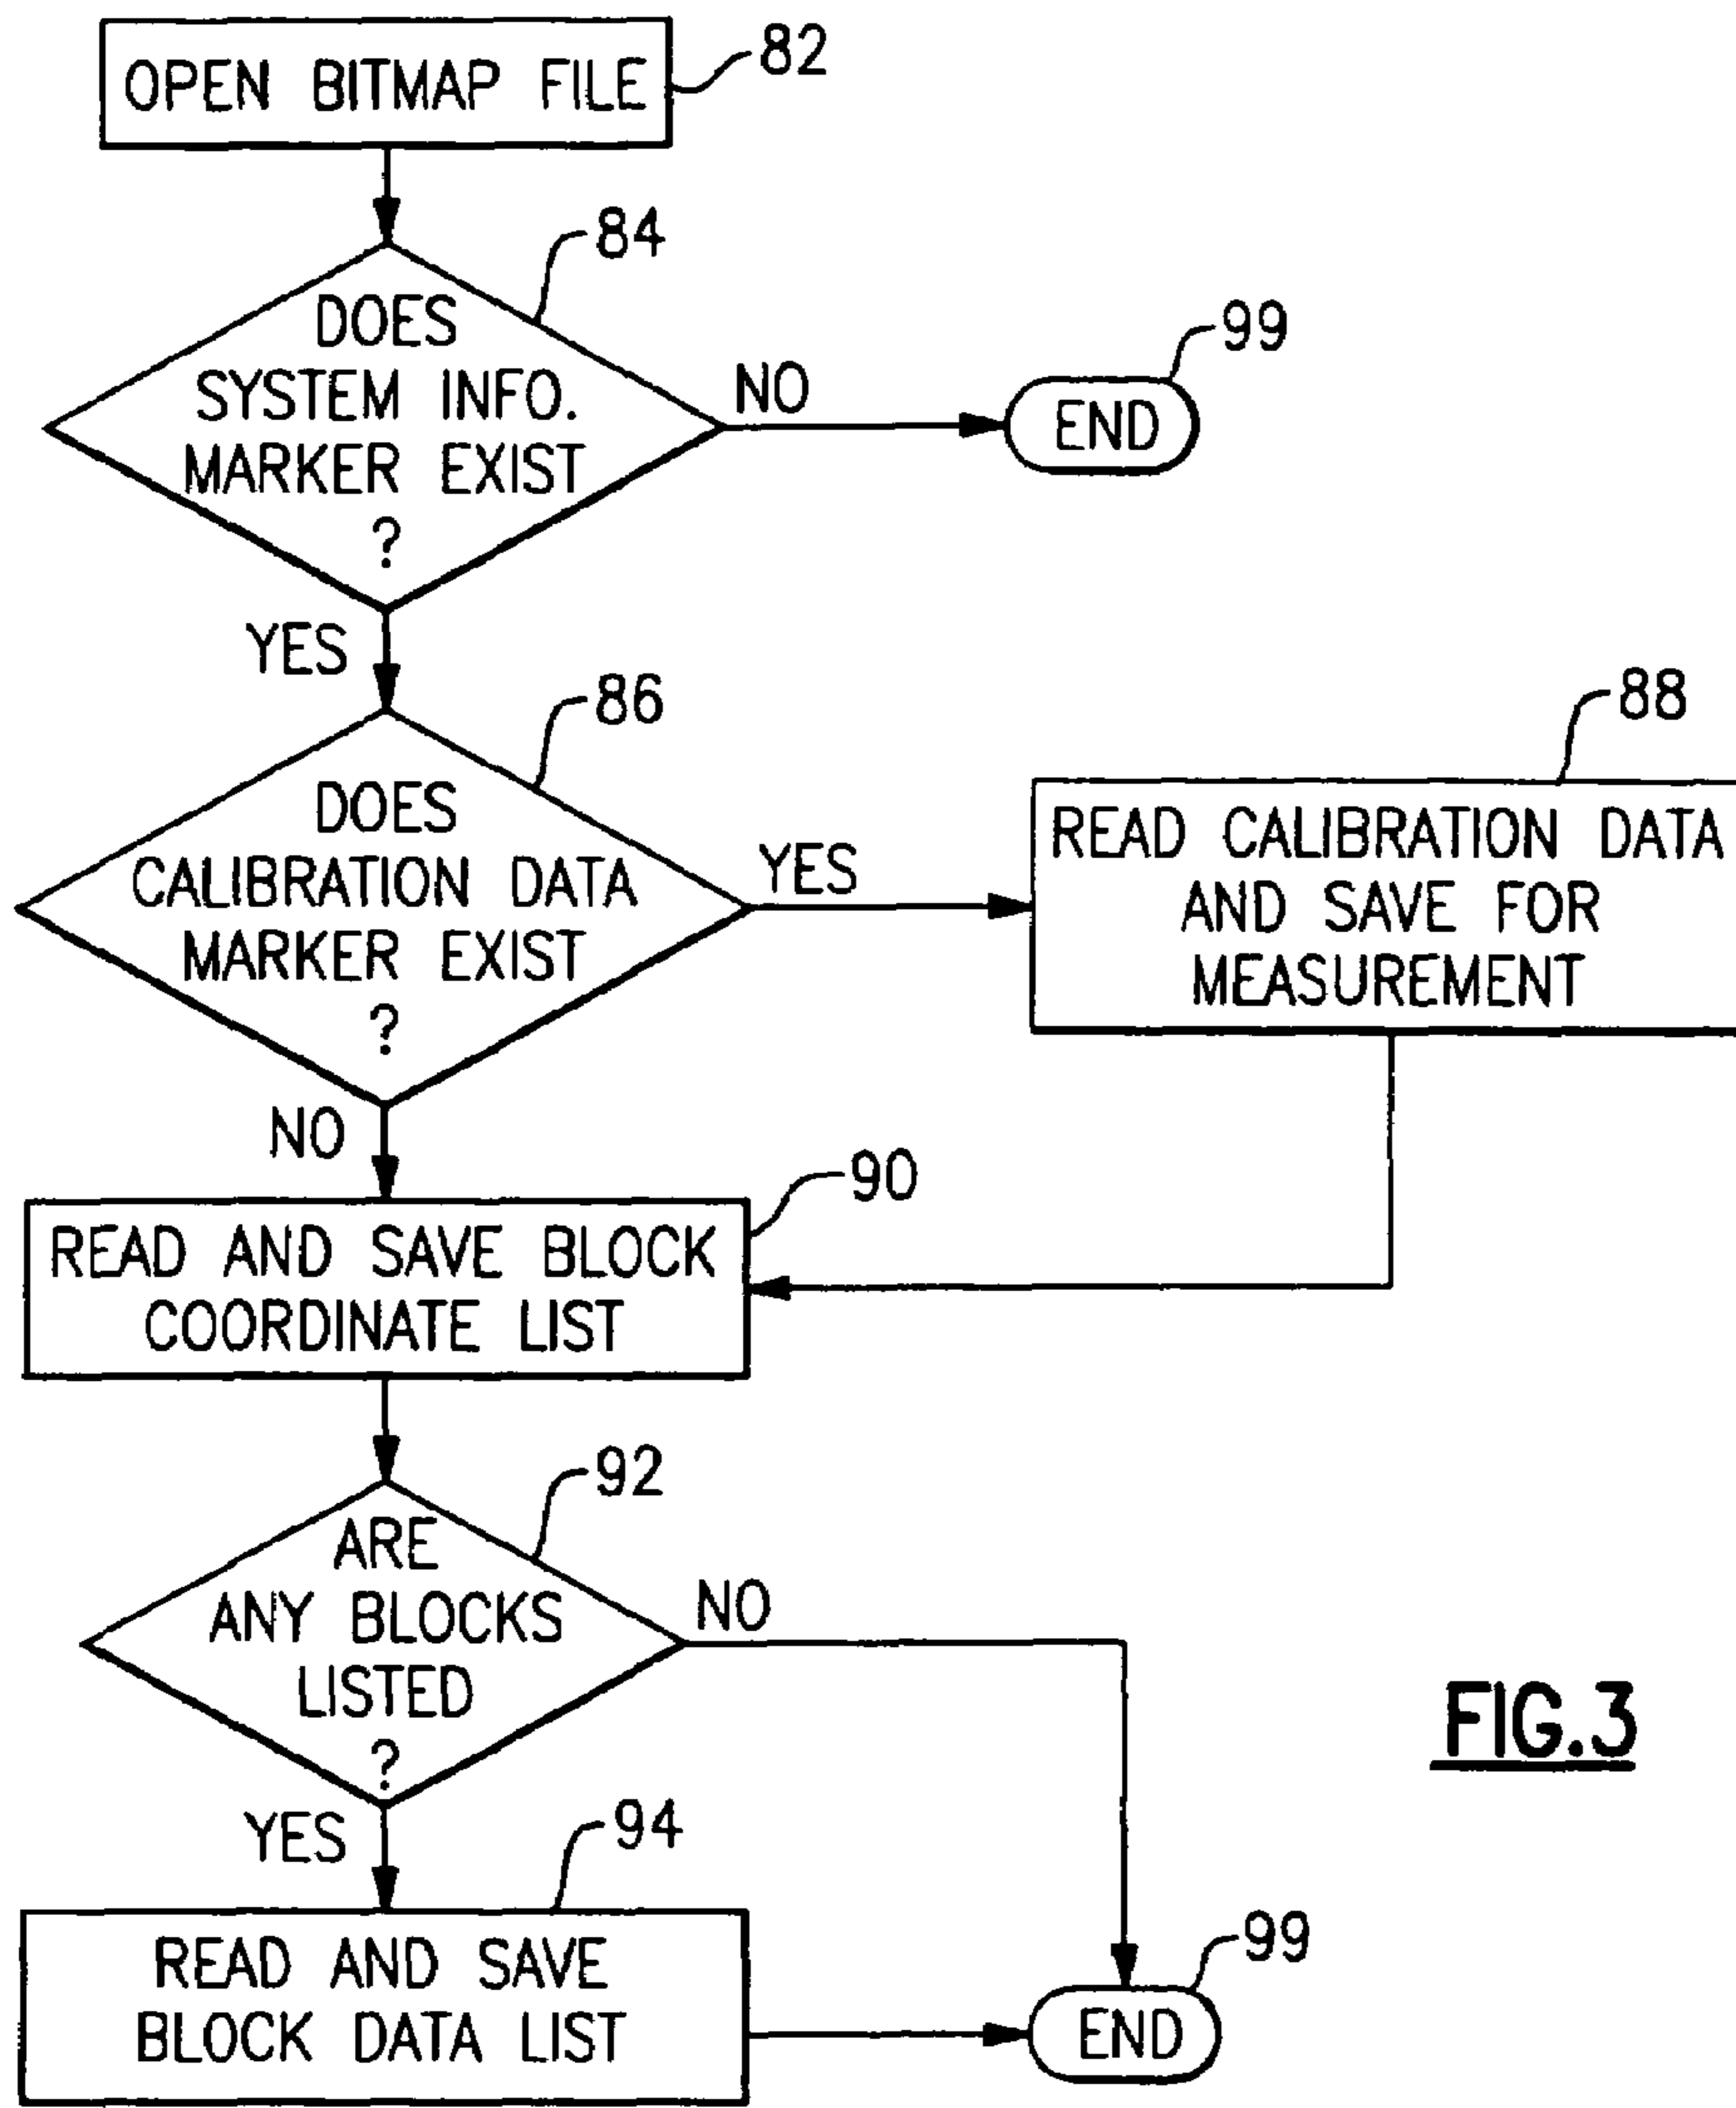 OPEN BITMAP FILE
82
84
DOES
SYSTEM INFO.
MARKER EXIST
?
NO
99
END
YES
86
DOES
CALIBRATION DATA
MARKER EXIST
?
YES
88
READ CALIBRATION DATA
AND SAVE FOR
MEASUREMENT
NO
90
READ AND SAVE BLOCK
COORDINATE LIST
92
ARE
ANY BLOCKS
LISTED
?
NO
YES
94
READ AND SAVE
BLOCK DATA LIST
99
END
FIG.3